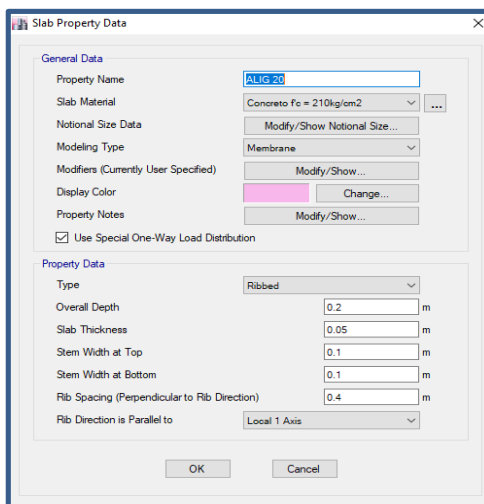 Slab Property Data
General Data
Property Name ALIG 20
Slab Material Concreto f'c = 210kg/cm2 ...
Notional Size Data Modify/Show Notional Size...
Modeling Type Membrane
Modifiers (Currently User Specified) Modify/Show...
Display Color Change...
Property Notes Modify/Show...
Use Special One-Way Load Distribution
Property Data
Type Ribbed
Overall Depth 0.2 m
Slab Thickness 0.05 m
Stem Width at Top 0.1 m
Stem Width at Bottom 0.1 m
Rib Spacing (Perpendicular to Rib Direction) 0.4 m
Rib Direction is Parallel to Local 1 Axis
OK Cancel